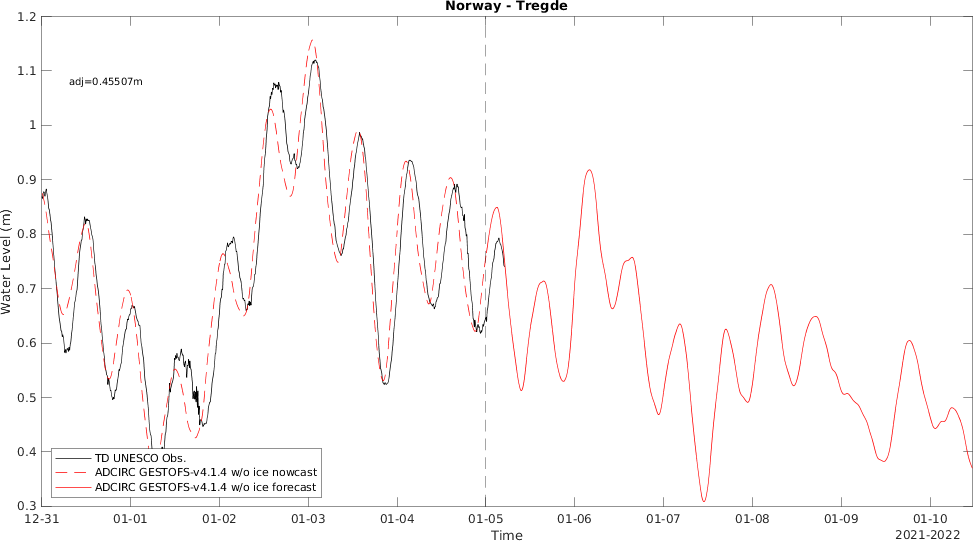 Norway - Tregde
1.2
1.1
1
0.9
0.8
0.7
0.6
0.5
0.4
0.3
Water Level (m)
adj=0.45507m
TD UNESCO Obs.
ADCIRC GESTOFS-v4.1.4 w/o ice nowcast
ADCIRC GESTOFS-v4.1.4 w/o ice forecast
12-31 01-01 01-02 01-03 01-04 01-05 01-06 01-07 01-08 01-09 01-10
Time
2021-2022